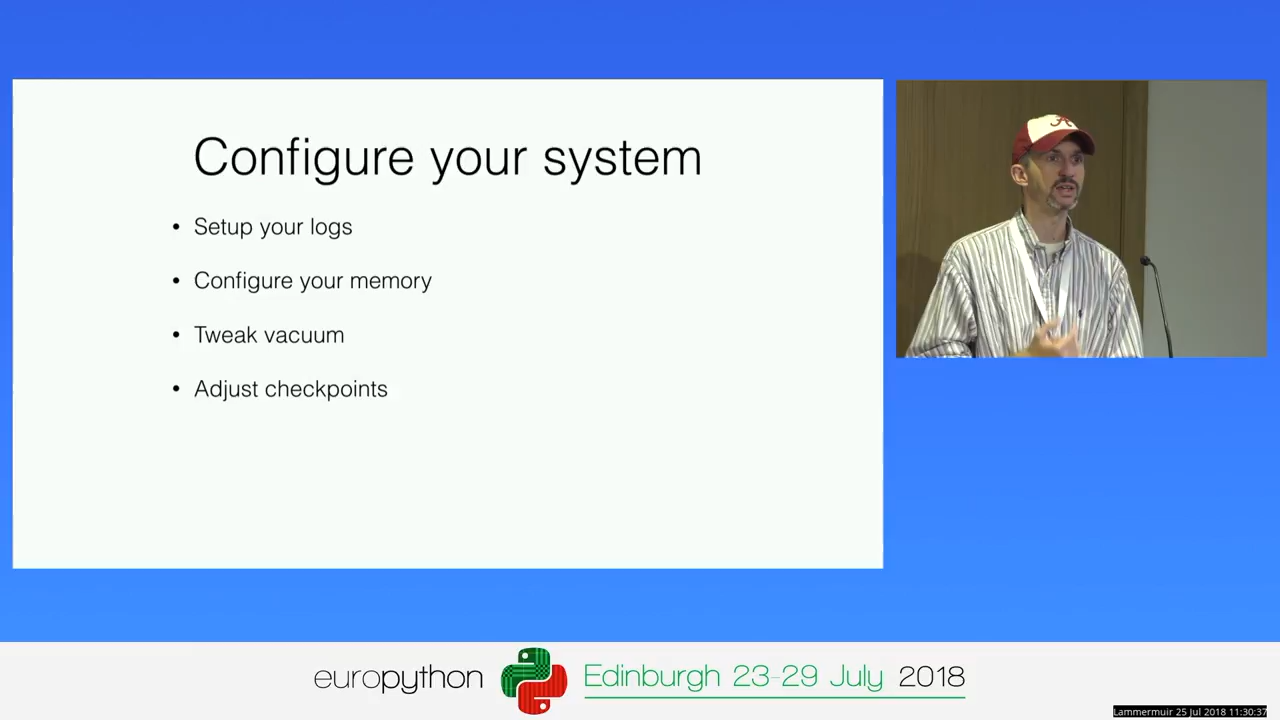 Configure your system
• Setup your logs
• Configure your memory
• Tweak vacuum
• Adjust checkpoints
A
europython Edinburgh 23-29 July 2018
Lammermuir 25 Jul 2018 11:30:37